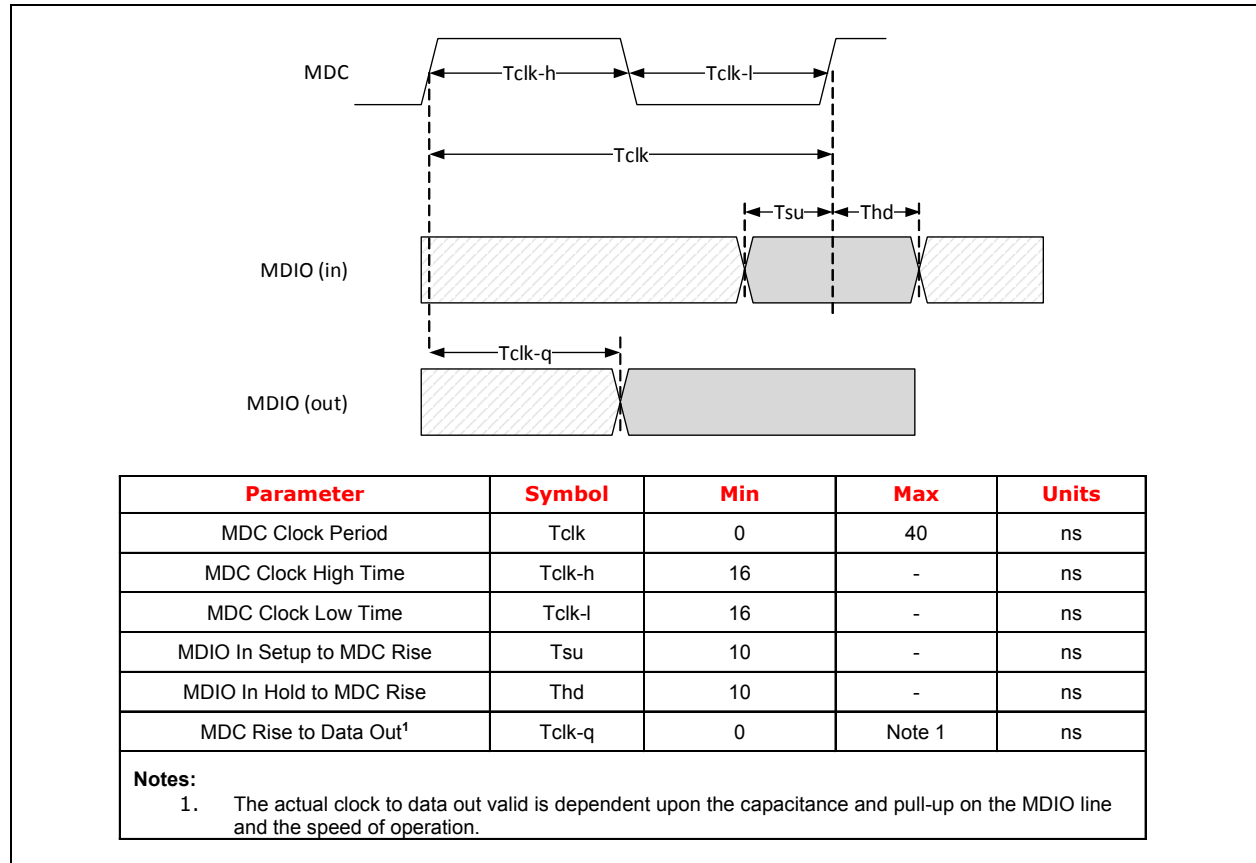 MDC
Tclk-h
Tclk-l
Tclk
Tsu
Thd
MDIO (in)
Tclk-q
MDIO (out)
Parameter Symbol Min Max Units
MDC Clock Period Tclk 0 40 ns
MDC Clock High Time Tclk-h 16 - ns
MDC Clock Low Time Tclk-l 16 - ns
MDIO In Setup to MDC Rise Tsu 10 - ns
MDIO In Hold to MDC Rise Thd 10 - ns
MDC Rise to Data Out¹ Tclk-q 0 Note 1 ns
Notes:
1. The actual clock to data out valid is dependent upon the capacitance and pull-up on the MDIO line
and the speed of operation.